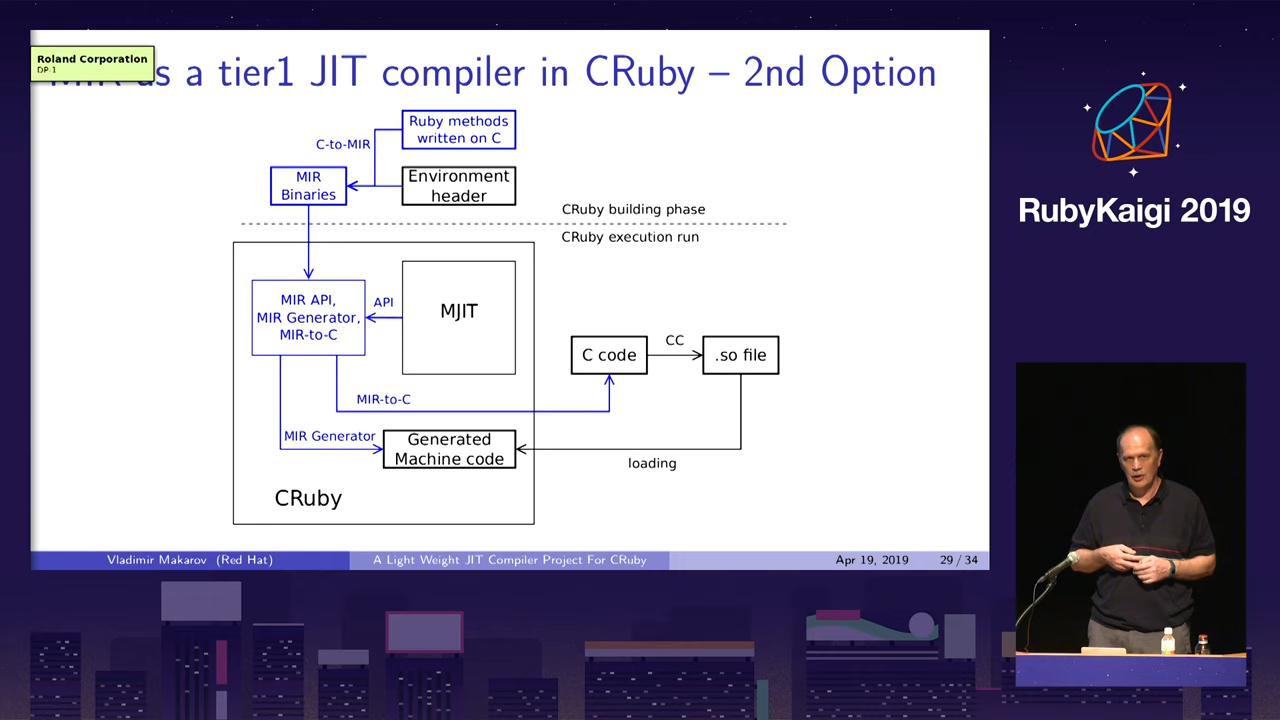 Roland Corporation
DP-1
MIR as a tier1 JIT compiler in CRuby – 2nd Option
Ruby methods
written on C
C-to-MIR
MIR
Binaries
Environment
header
CRuby building phase
CRuby execution run
MIR API,
MIR Generator,
MIR-to-C
API
MJIT
C code
CC
.so file
MIR-to-C
MIR Generator
Generated
Machine code
loading
CRuby
Vladimir Makarov (Red Hat)
A Light Weight JIT Compiler Project For CRuby
Apr 19, 2019
29 / 34
RubyKaigi 2019